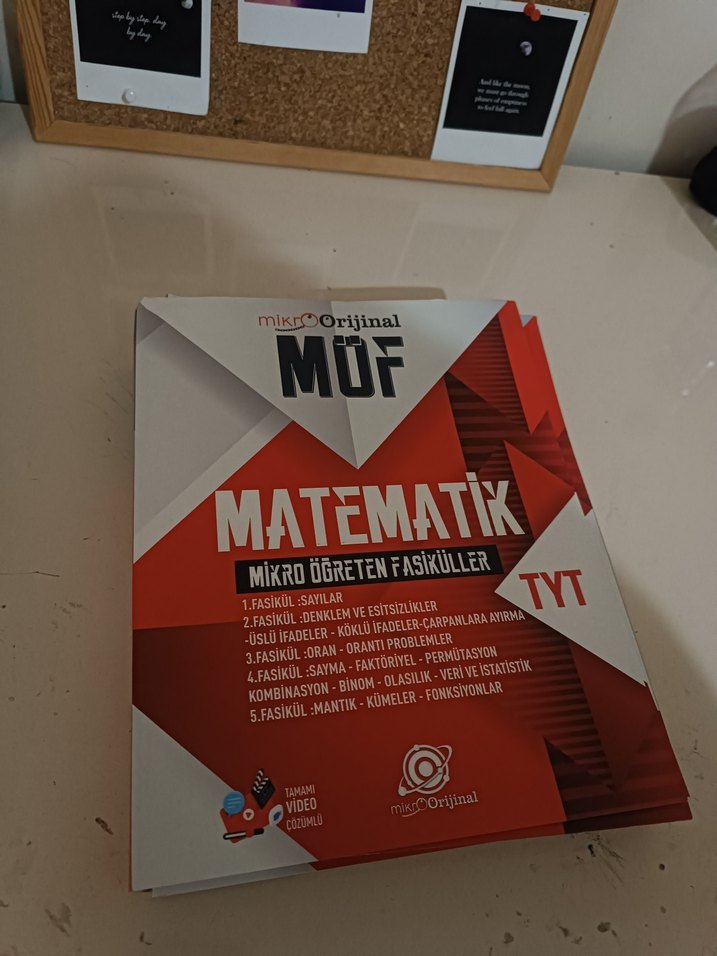 step by step. day
by day.
And like the moon,
we must go through
phases of emptiness
to feel full again.
mikro Orijinal
MÖF
MATEMATİK
MİKRO ÖĞRETEN FASİKÜLLER
TYT
1.FASİKÜL :SAYILAR
2.FASİKÜL :DENKLEM VE ESİTSİZLİKLER
-ÜSLÜ İFADELER - KÖKLÜ İFADELER-ÇARPANLARA AYIRMA
3.FASİKÜL :ORAN - ORANTI PROBLEMLER
4.FASİKÜL :SAYMA - FAKTÖRİYEL - PERMÜTASYON
KOMBİNASYON - BİNOM - OLASILIK - VERİ VE İSTATİSTİK
5.FASİKÜL :MANTIK - KÜMELER - FONKSİYONLAR
TAMAMI
VİDEO
ÇÖZÜMLÜ
mikro Orijinal